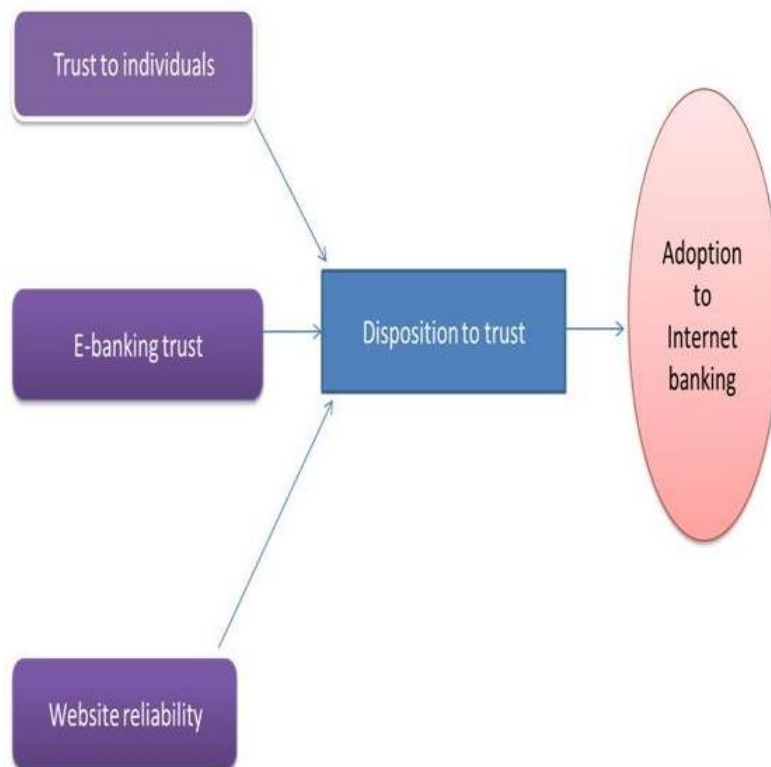 Trust to individuals
E-banking trust
Disposition to trust
Adoption
to
Internet
banking
Website reliability